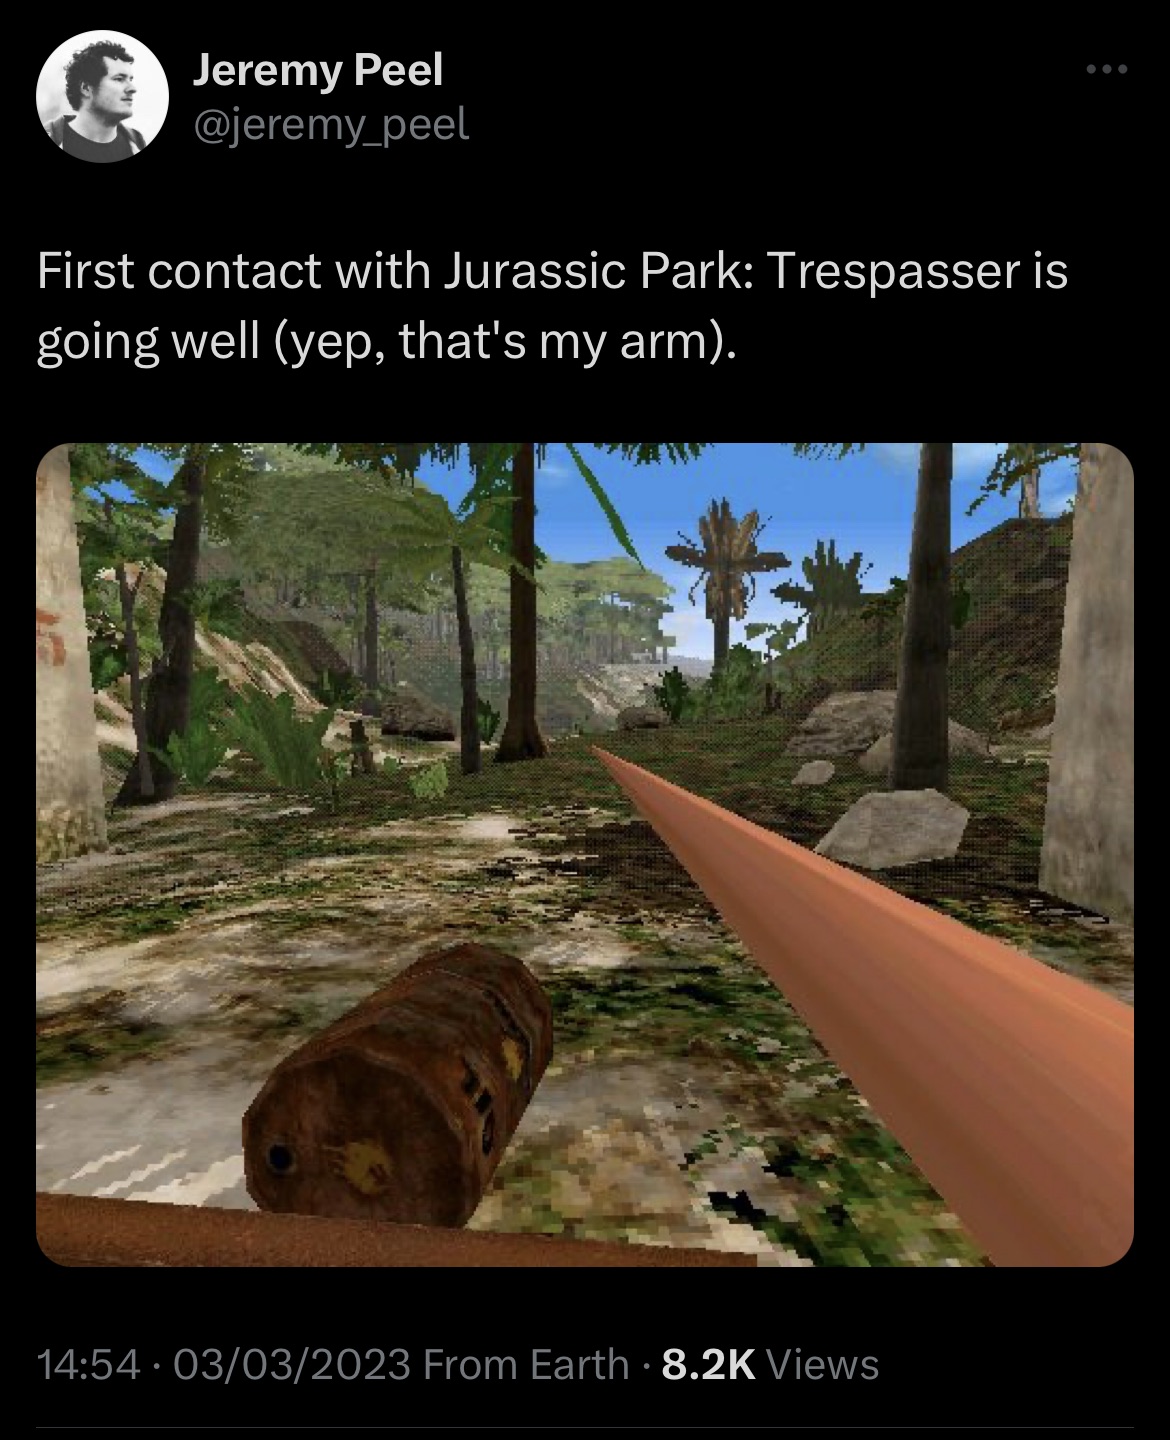 Jeremy Peel
@jeremy_peel
First contact with Jurassic Park: Trespasser is
going well (yep, that's my arm).
14:54 · 03/03/2023 From Earth · 8.2K Views